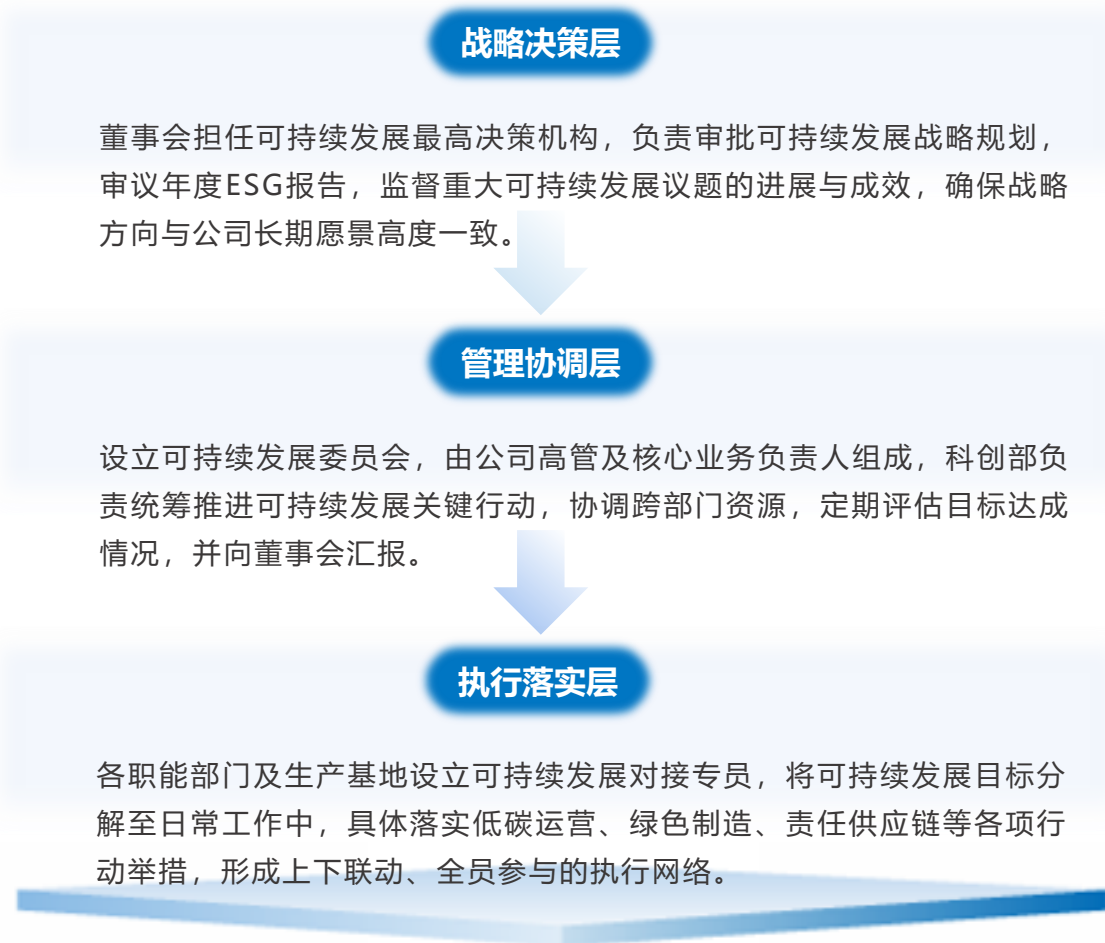 战略决策层
董事会担任可持续发展最高决策机构，负责审批可持续发展战略规划，
审议年度ESG报告，监督重大可持续发展议题的进展与成效，确保战略
方向与公司长期愿景高度一致。
管理协调层
设立可持续发展委员会，由公司高管及核心业务负责人组成，科创部负
责统筹推进可持续发展关键行动，协调跨部门资源，定期评估目标达成
情况，并向董事会汇报。
执行落实层
各职能部门及生产基地设立可持续发展对接专员，将可持续发展目标分
解至日常工作中，具体落实低碳运营、绿色制造、责任供应链等各项行
动举措，形成上下联动、全员参与的执行网络。